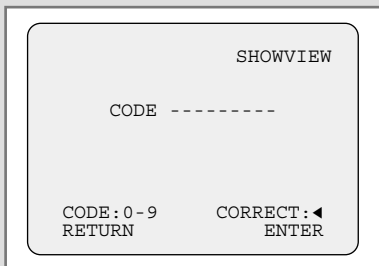 SHOWVIEW
CODE ---------
CODE:0-9 CORRECT:◀
RETURN ENTER